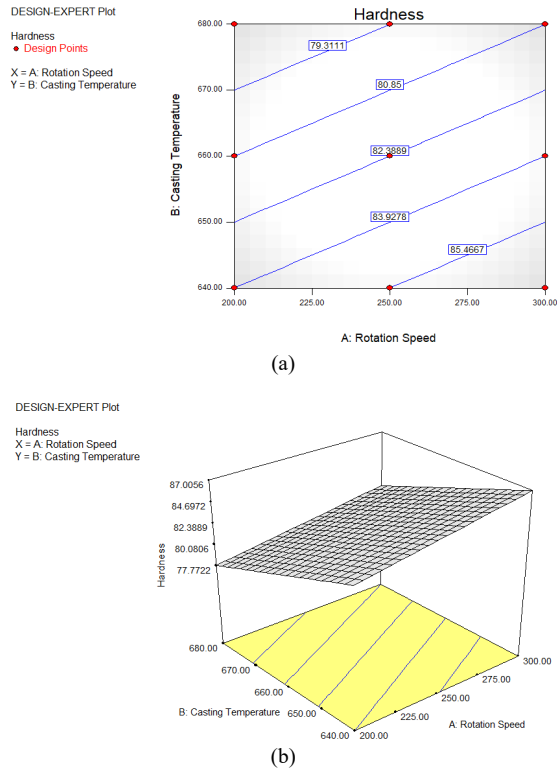 DESIGN-EXPERT Plot
Hardness
Design Points
X = A: Rotation Speed
Y = B: Casting Temperature
Hardness
680.00
670.00
660.00
650.00
640.00
B: Casting Temperature
79.3111
80.85
82.3889
83.9278
85.4667
200.00 225.00 250.00 275.00 300.00
A: Rotation Speed
(a)
DESIGN-EXPERT Plot
Hardness
X = A: Rotation Speed
Y = B: Casting Temperature
87.0056
84.6972
82.3889
80.0806
77.7722
Hardness
680.00
670.00
660.00
650.00
640.00
B: Casting Temperature
300.00
275.00
250.00
225.00
200.00
A: Rotation Speed
(b)